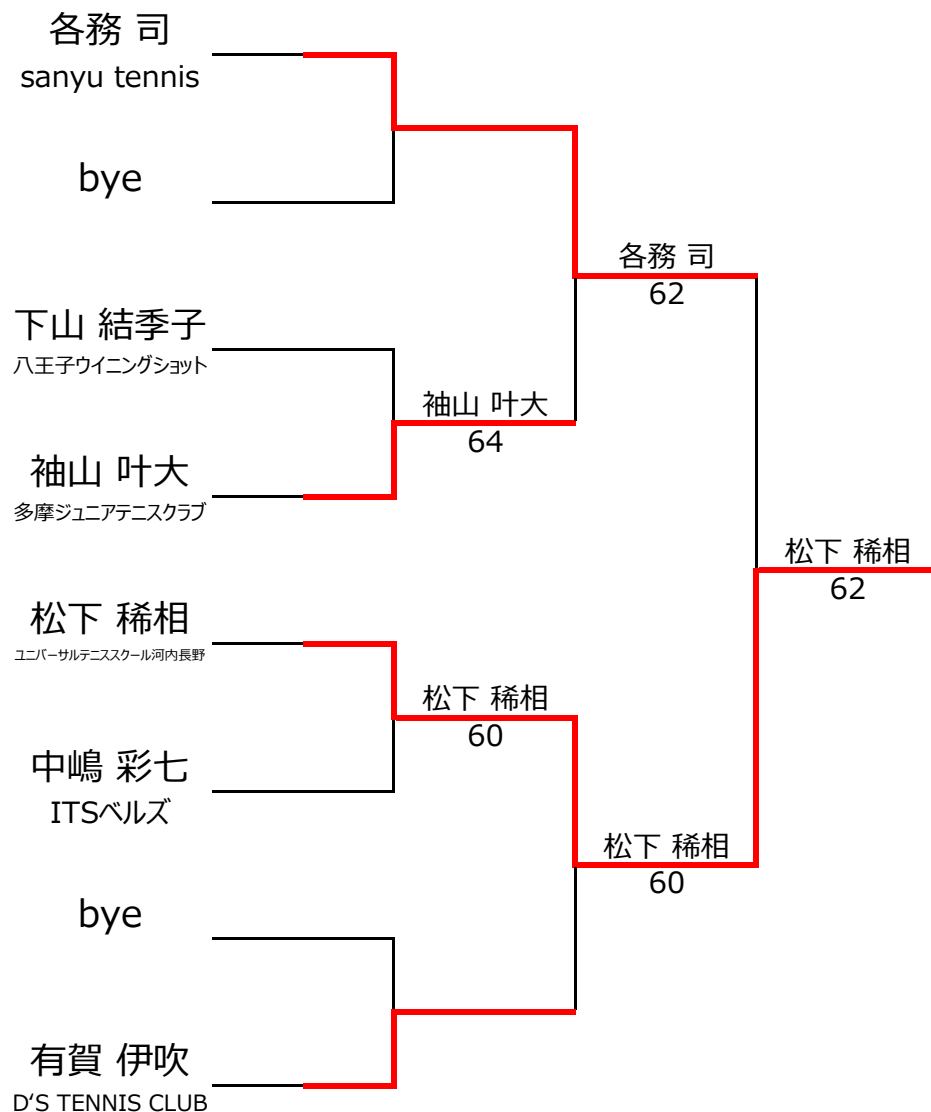 各務 司
sanyu tennis
bye
下山 結季子
八王子ウイニングショット
袖山 叶大
多摩ジュニアテニスクラブ
松下 稀相
ユニバーサルテニススクール河内長野
中嶋 彩七
ITSベルズ
bye
有賀 伊吹
D'S TENNIS CLUB
袖山 叶大
64
松下 稀相
60
各務 司
62
松下 稀相
60
松下 稀相
62